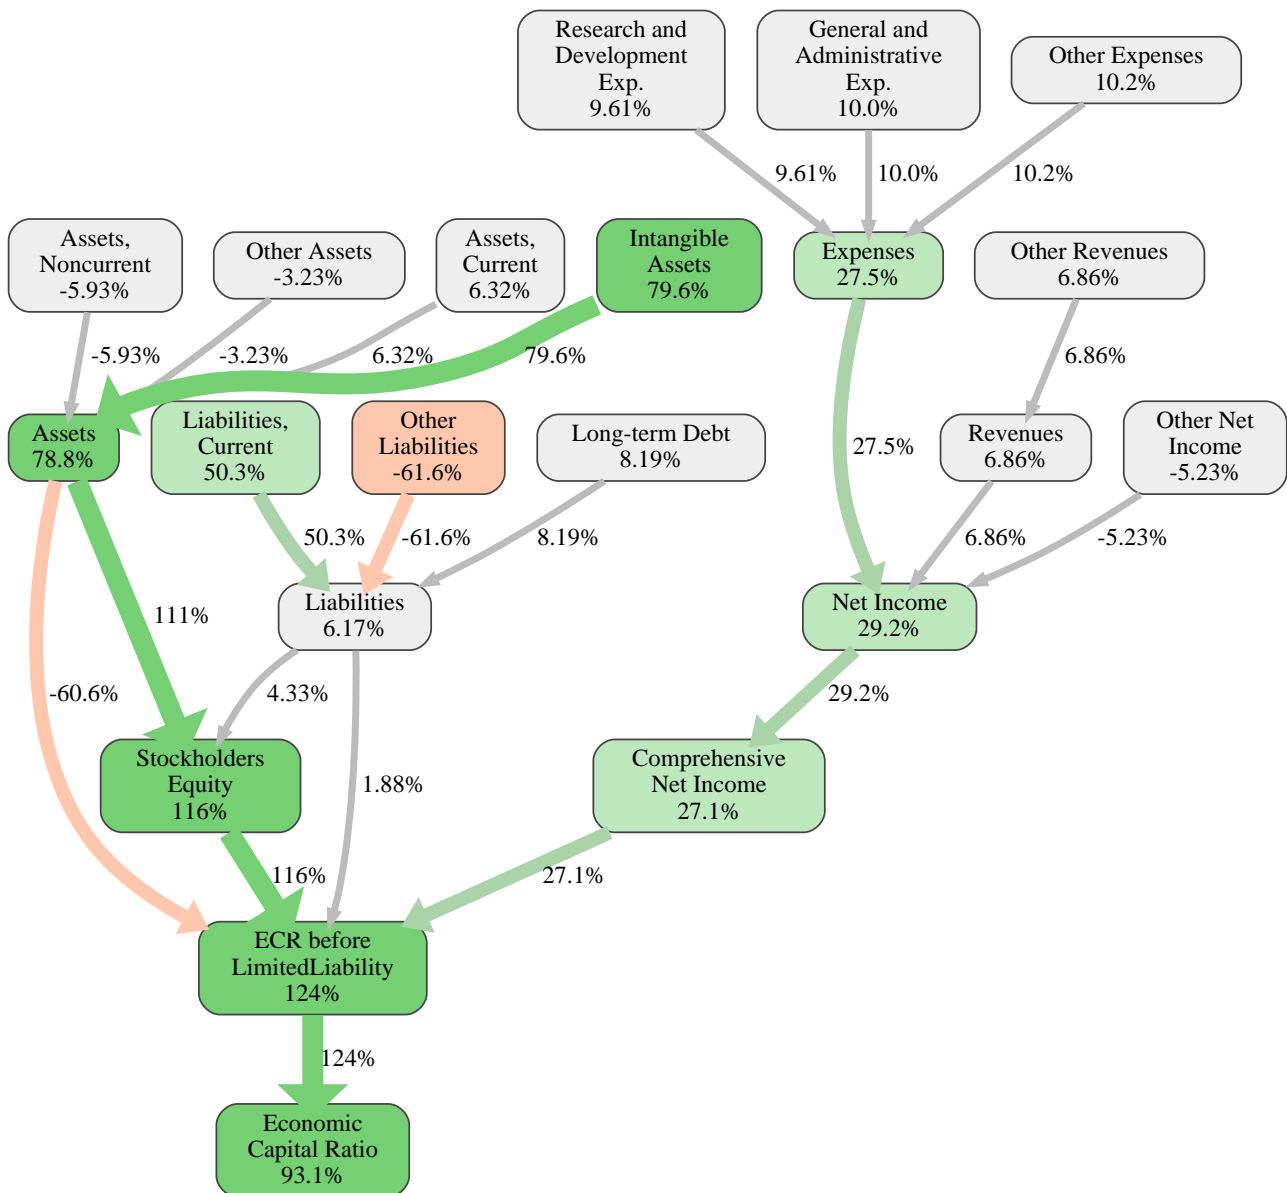 Research and
Development
Exp.
9.61%
General and
Administrative
Exp.
10.0%
Other Expenses
10.2%
9.61%
10.0%
10.2%
Assets,
Noncurrent
-5.93%
Other Assets
-3.23%
Assets,
Current
6.32%
Intangible
Assets
79.6%
Expenses
27.5%
Other Revenues
6.86%
-5.93%
-3.23%
6.32%
79.6%
6.86%
Assets
78.8%
Liabilities,
Current
50.3%
Other
Liabilities
-61.6%
Long-term Debt
8.19%
27.5%
Revenues
6.86%
Other Net
Income
-5.23%
50.3%
-61.6%
8.19%
6.86%
-5.23%
111%
Liabilities
6.17%
Net Income
29.2%
-60.6%
4.33%
29.2%
Stockholders
Equity
116%
1.88%
Comprehensive
Net Income
27.1%
116%
27.1%
ECR before
LimitedLiability
124%
124%
Economic
Capital Ratio
93.1%